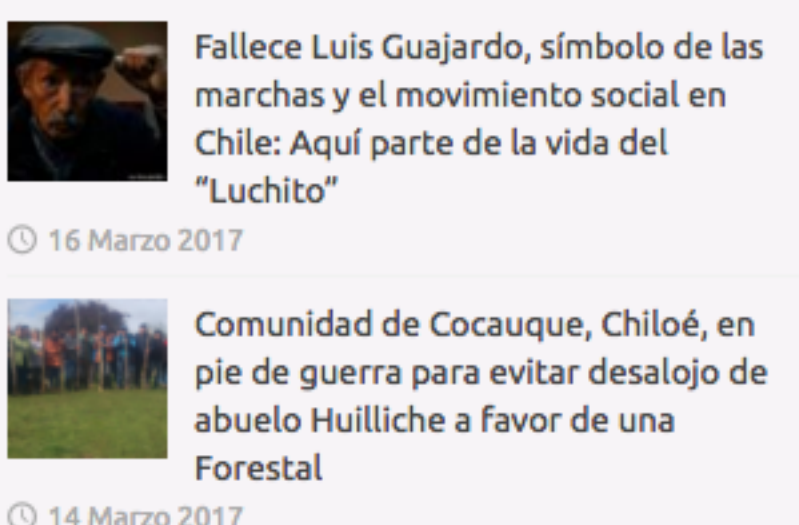 Fallece Luis Guajardo, símbolo de las
marchas y el movimiento social en
Chile: Aquí parte de la vida del
“Luchito”
16 Marzo 2017
Comunidad de Cocauque, Chiloé, en
pie de guerra para evitar desalojo de
abuelo Huilliche a favor de una
Forestal
14 Marzo 2017